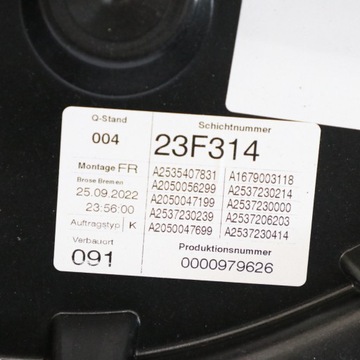 Q-Stand
004
Montage FR
Brose Bremen
25.09.2022
23:56:00
Auftragstyp K
Verbauort
091
Schichtnummer
23F314
A2535407831 A1679003118
A2050056299 A2537230214
A2050047199 A2537230000
A2537230239 A2537206203
A2050047699 A2537230414
Produktionsnummer
0000979626